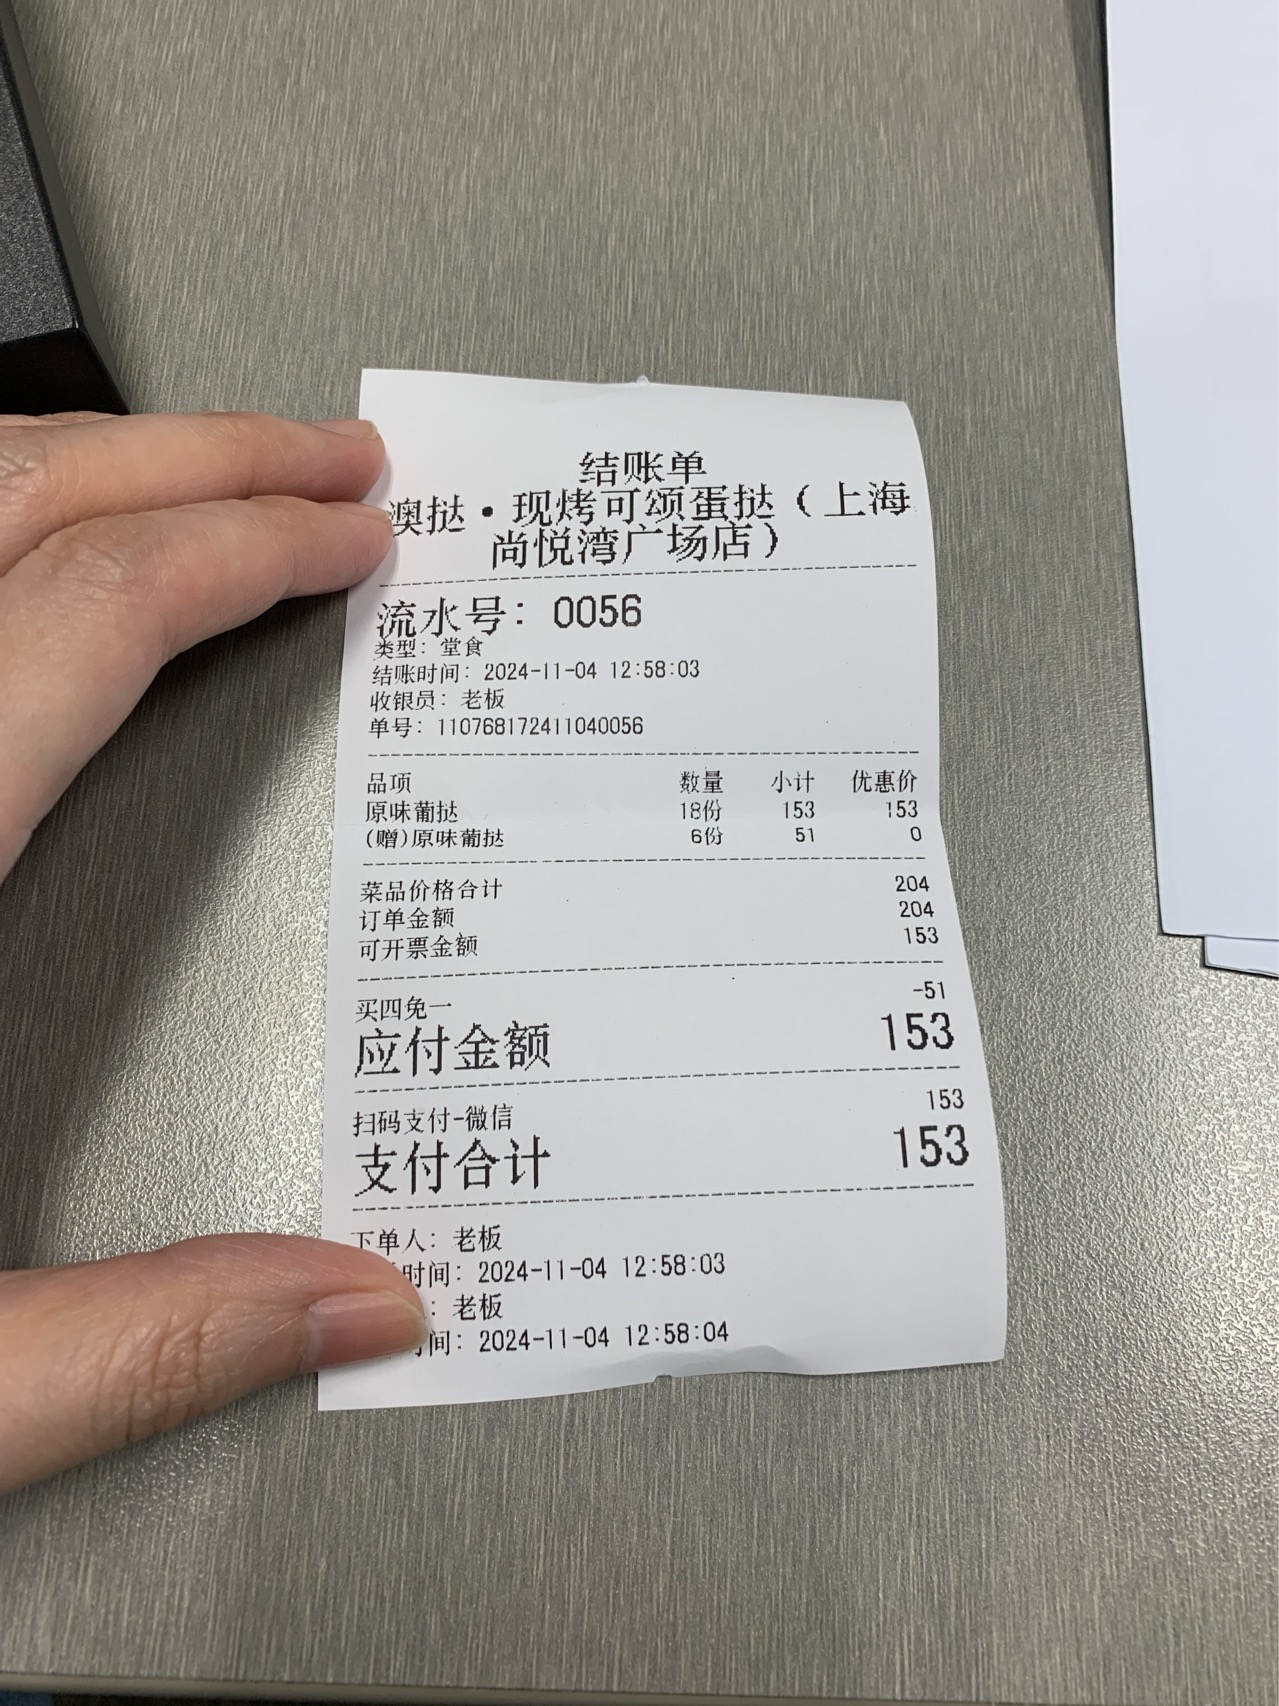 结账单
澳挞·现烤可颂蛋挞（上海
尚悦湾广场店）
流水号: 0056
类型: 堂食
结账时间: 2024-11-04 12:58:03
收银员: 老板
单号: 110768172411040056
品项 数量 小计 优惠价
原味葡挞 18份 153 153
(赠)原味葡挞 6份 51 0
菜品价格合计 204
订单金额 204
可开票金额 153
买四免一 -51
应付金额 153
扫码支付-微信 153
支付合计 153
下单人: 老板
时间: 2024-11-04 12:58:03
: 老板
间: 2024-11-04 12:58:04